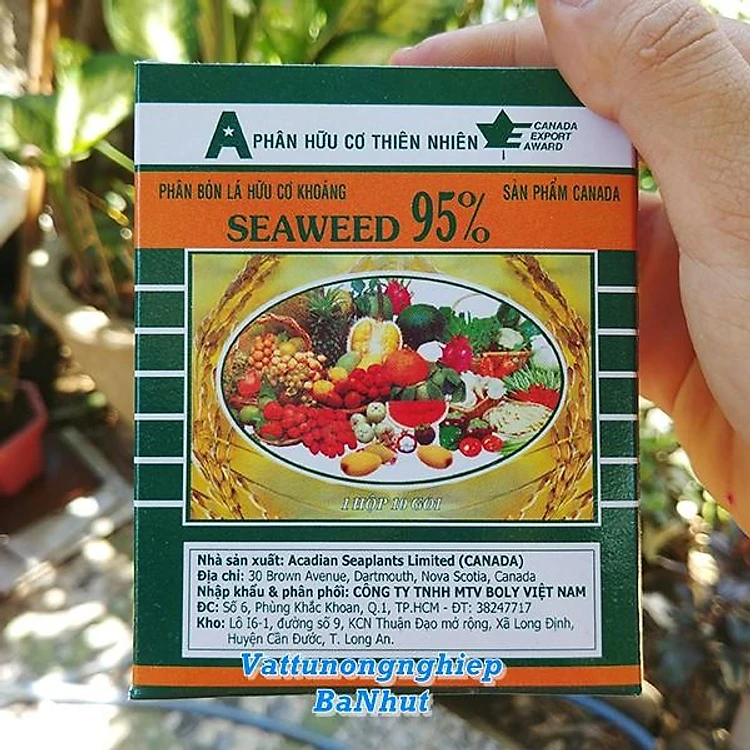 A PHÂN HỮU CƠ THIÊN NHIÊN
E CANADA
EXPORT
AWARD
PHÂN BÓN LÁ HỮU CƠ KHOÁNG
SẢN PHẨM CANADA
SEAWEED 95%
1 HỘP 10 GÓI
Nhà sản xuất: Acadian Seaplants Limited (CANADA)
Địa chỉ: 30 Brown Avenue, Dartmouth, Nova Scotia, Canada
Nhập khẩu & phân phối: CÔNG TY TNHH MTV BOLY VIỆT NAM
ĐC: Số 6, Phùng Khắc Khoan, Q.1, TP.HCM - ĐT: 38247717
Kho: Lô I6-1, đường số 9, KCN Thuận Đạo mở rộng, Xã Long Định,
Huyện Cần Đước, T. Long An.
Vattunongnghiep
BaNhut